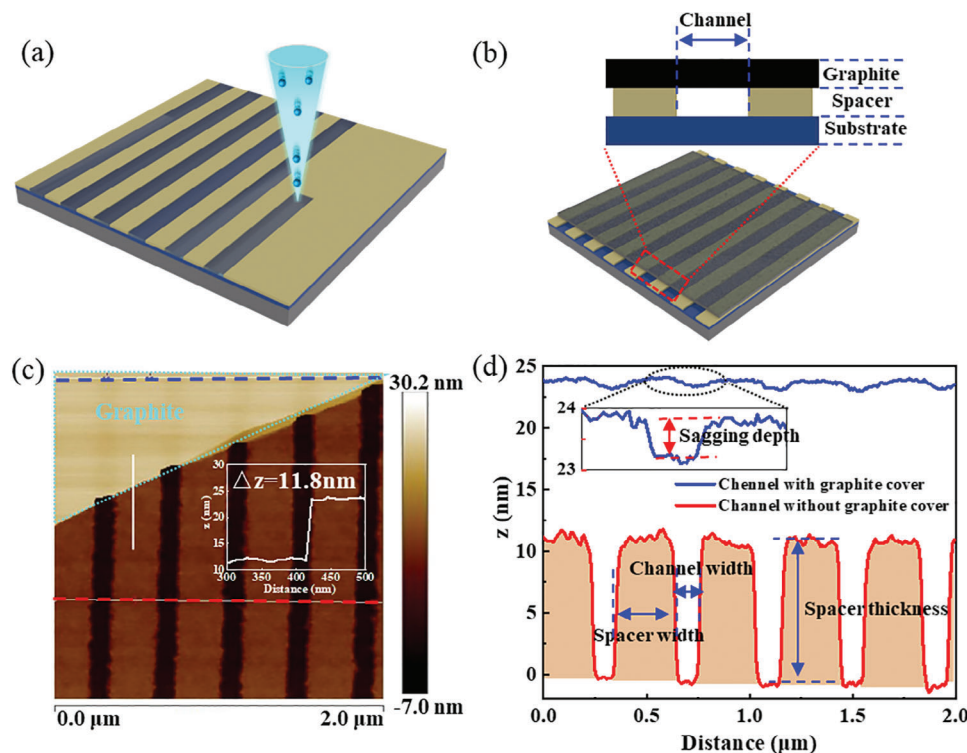 (a)
(b)
Channel
Graphite
Spacer
Substrate
(c)
Graphite
30.2 nm
-7.0 nm
△z=11.8nm
z (nm)
30
25
20
15
10
300 350 400 450 500
Distance (nm)
0.0 μm
2.0 μm
(d)
z (nm)
25
20
15
10
5
0
24
23
Sagging depth
Chennel with graphite cover
Channel without graphite cover
Channel width
Spacer width
Spacer thickness
0.0 0.5 1.0 1.5 2.0
Distance (μm)